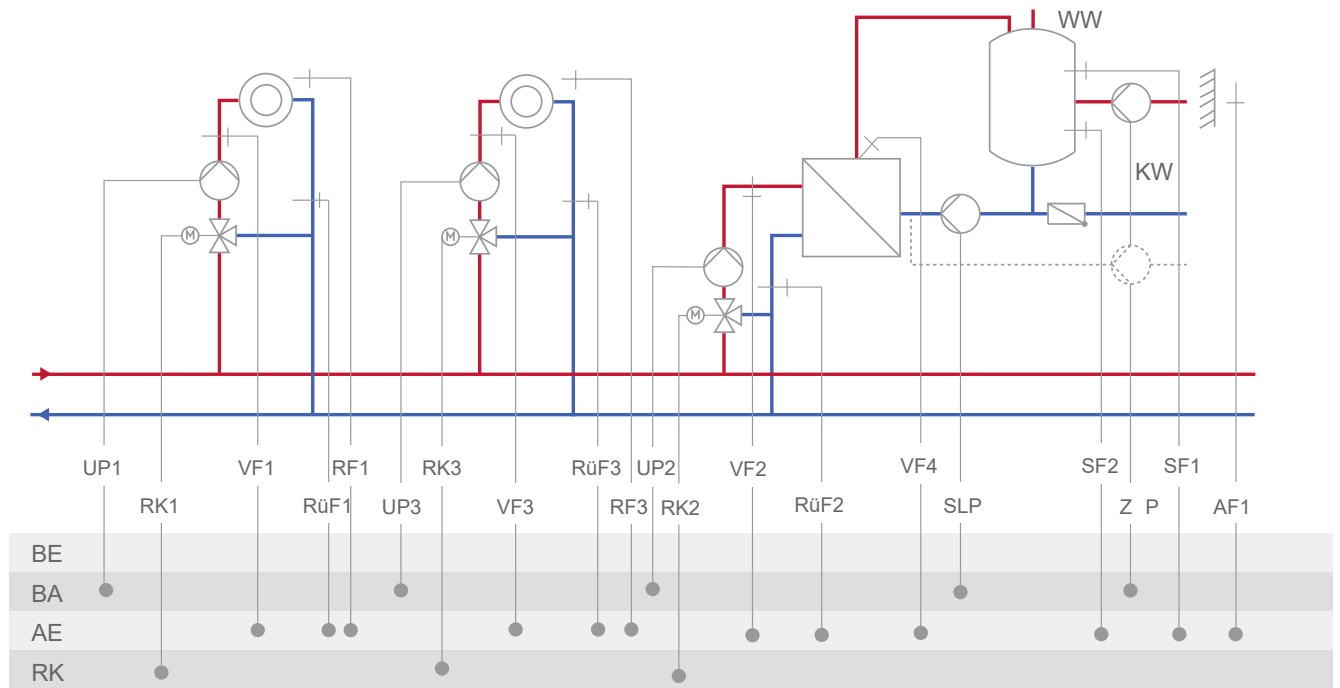 WW
KW
M
M
M
UP1
VF1
RF1
RK3
RüF3
UP2
VF2
VF4
SF2
SF1
RK1
RüF1
UP3
VF3
RF3
RK2
RüF2
SLP
Z P
AF1
BE
BA
AE
RK